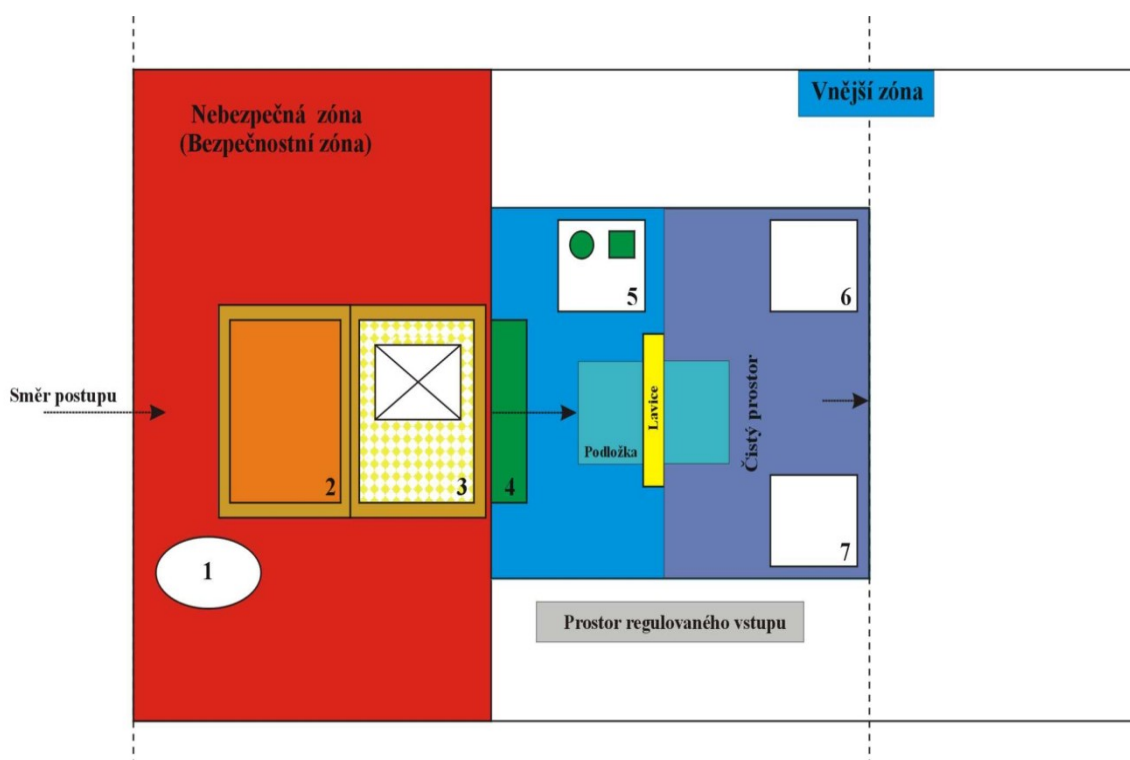 Vnější zóna
Nebezpečná zóna
(Bezpečnostní zóna)
5
6
Směr postupu
2
3
4
Podložka
Lavice
Čistý prostor
1
7
Prostor regulovaného vstupu